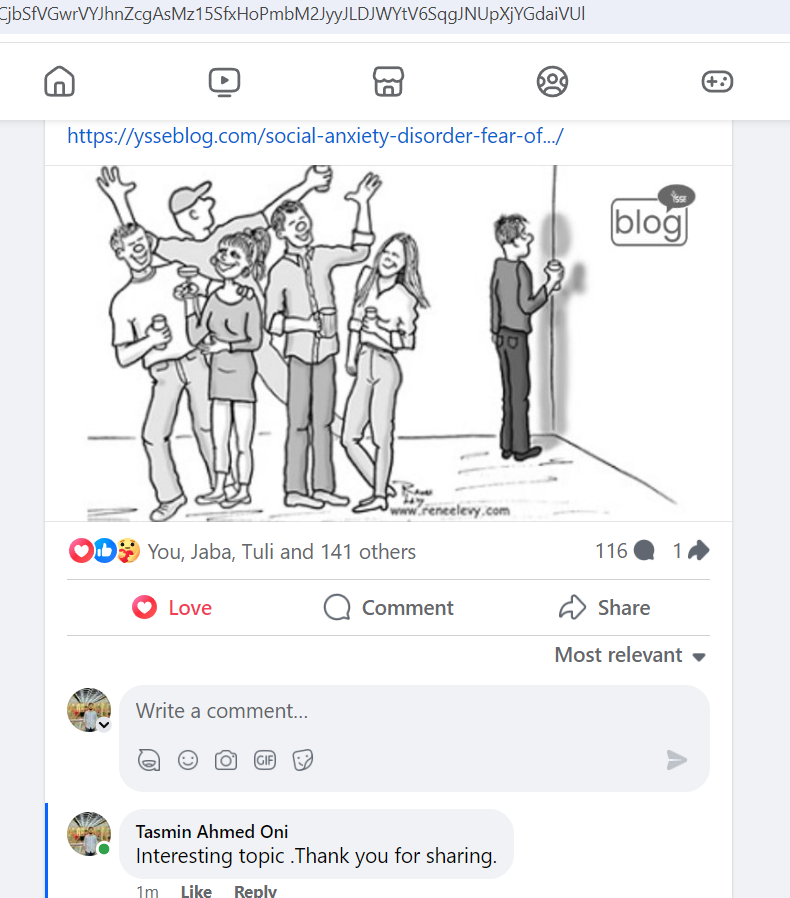 CjbSfVGwrVYJhnZcgAsMz15SfxHoPmbM2JyyJLDJWYtV6SqgJNUpXjYGdaiVUl
https://ysseblog.com/social-anxiety-disorder-fear-of.../
YSSE
blog
www.reneelevy.com
You, Jaba, Tuli and 141 others
116
1
Love
Comment
Share
Most relevant
Write a comment...
GIF
Tasmin Ahmed Oni
Interesting topic .Thank you for sharing.
1m Like Reply